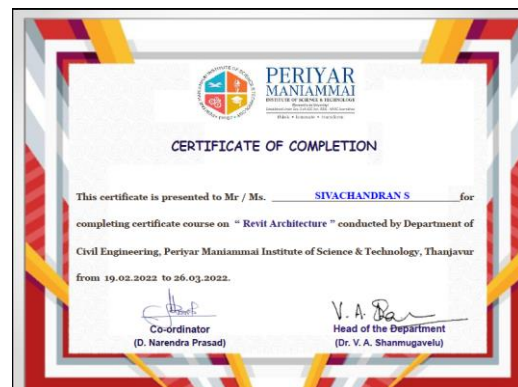 PERIYAR
MANIAMMAI
INSTITUTE OF SCIENCE & TECHNOLOGY
CERTIFICATE OF COMPLETION
This certificate is presented to Mr / Ms. SIVACHANDRAN S for
completing certificate course on “ Revit Architecture ” conducted by Department of
Civil Engineering, Periyar Maniammai Institute of Science & Technology, Thanjavur
from 19.02.2022 to 26.03.2022.
Co-ordinator
(D. Narendra Prasad)
Head of the Department
(Dr. V. A. Shanmugavelu)